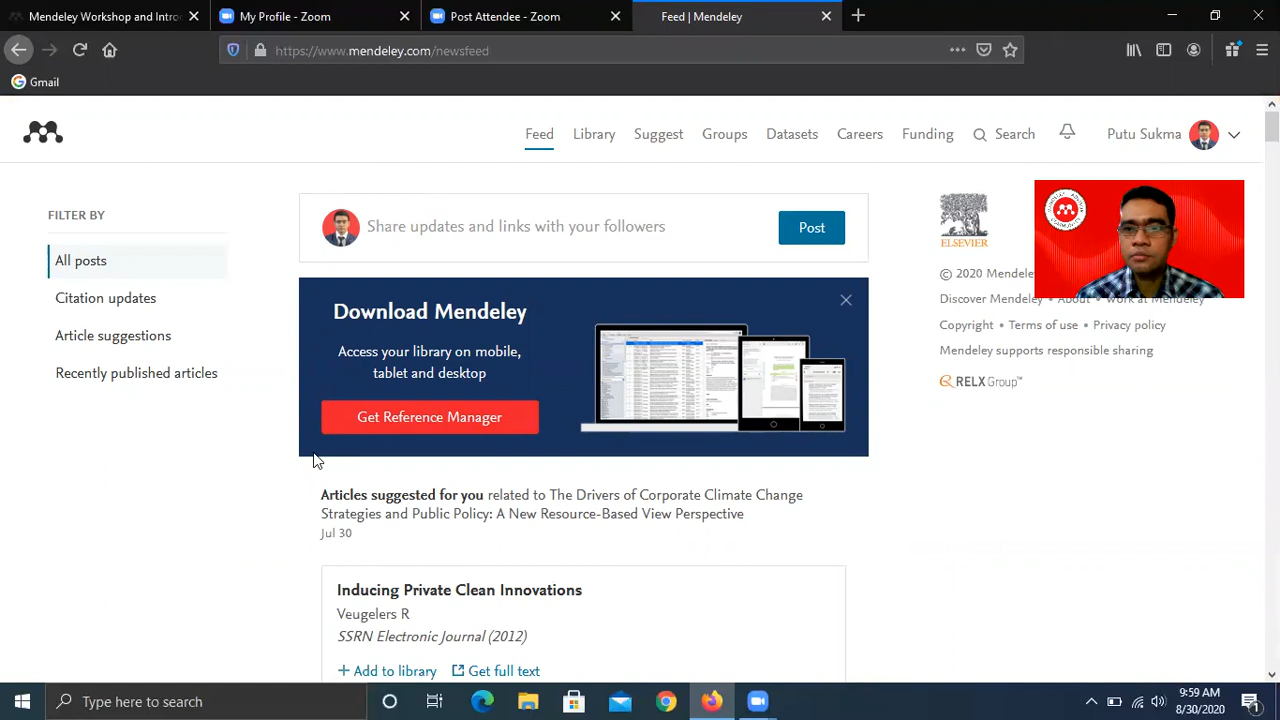 Mendeley Workshop and Intro
My Profile - Zoom
Post Attendee - Zoom
Feed | Mendeley
https://www.mendeley.com/newsfeed
Gmail
Feed
Library
Suggest
Groups
Datasets
Careers
Funding
Search
Putu Sukma
FILTER BY
All posts
Citation updates
Article suggestions
Recently published articles
Share updates and links with your followers
Post
Download Mendeley
Access your library on mobile,
tablet and desktop
Get Reference Manager
Articles suggested for you related to The Drivers of Corporate Climate Change
Strategies and Public Policy: A New Resource-Based View Perspective
Jul 30
Inducing Private Clean Innovations
Veugelers R
SSRN Electronic Journal (2012)
+ Add to library
Get full text
ELSEVIER
© 2020 Mendele
Discover Mendeley • About • Work at Mendeley
Copyright • Terms of use • Privacy policy
Mendeley supports responsible sharing
RELX Group™
Type here to search
9:59 AM
8/30/2020
1